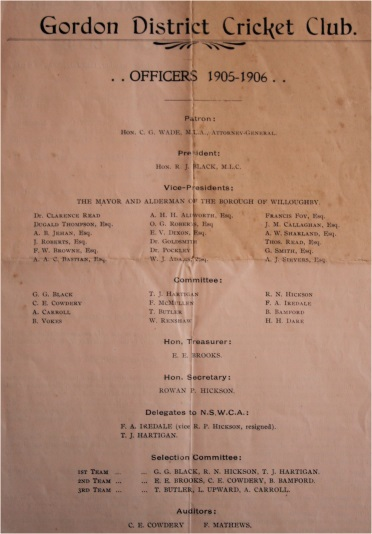 Gordon District Cricket Club.
. . OFFICERS 1905-1906 . .
Patron:
HON. C. G. WADE, M.L.A., ATTORNEY-GENERAL.
President:
HON. R. J. BLACK, M.L.C.
Vice-Presidents:
THE MAYOR AND ALDERMAN OF THE BOROUGH OF WILLOUGHBY.
DR. CLARENCE READ A. H. H. ALDWORTH, ESQ. FRANCIS FOY, ESQ.
DUGALD THOMPSON, ESQ. O. G. ROBERTS, ESQ. J. M. CALLAGHAN, ESQ.
A. B. ESQ. E. V. DIXON, ESQ. A. W. SHARLAND, ESQ.
J. ROBERTS, ESQ. DR. GOLDSMITH THOS. READ, ESQ.
F. W. BROWNE, ESQ. DR. POCKLEY G. SMITH, ESQ.
A. A. C. BASTIAN, ESQ. W. J. ESQ. A. J. STEVENS, ESQ.
Committee:
G. G. BLACK T. J. HARTIGAN R. N. HICKSON
C. E. COWDERY P. McMULLEN F. A. IREDALE
A. CARROLL T. BUTLER B. BAMFORD
B. VOKES W. RENSHAW H. H. DARE
Hon. Treasurer:
E. E. BROOKS.
Hon. Secretary:
ROWAN P. HICKSON.
Delegates to N.S.W.C.A.:
F. A. IREDALE (vice R. P. HICKSON, resigned).
T. J. HARTIGAN.
Selection Committee:
1ST TEAM ... ... G. G. BLACK, R. N. HICKSON, T. J. HARTIGAN.
2ND TEAM ... ... E. E. BROOKS, C. E. COWDERY, B. BAMFORD.
3RD TEAM ... ... T. BUTLER, L. UPWARD, A. CARROLL.
Auditors:
C. E. COWDERY F. MATHEWS.